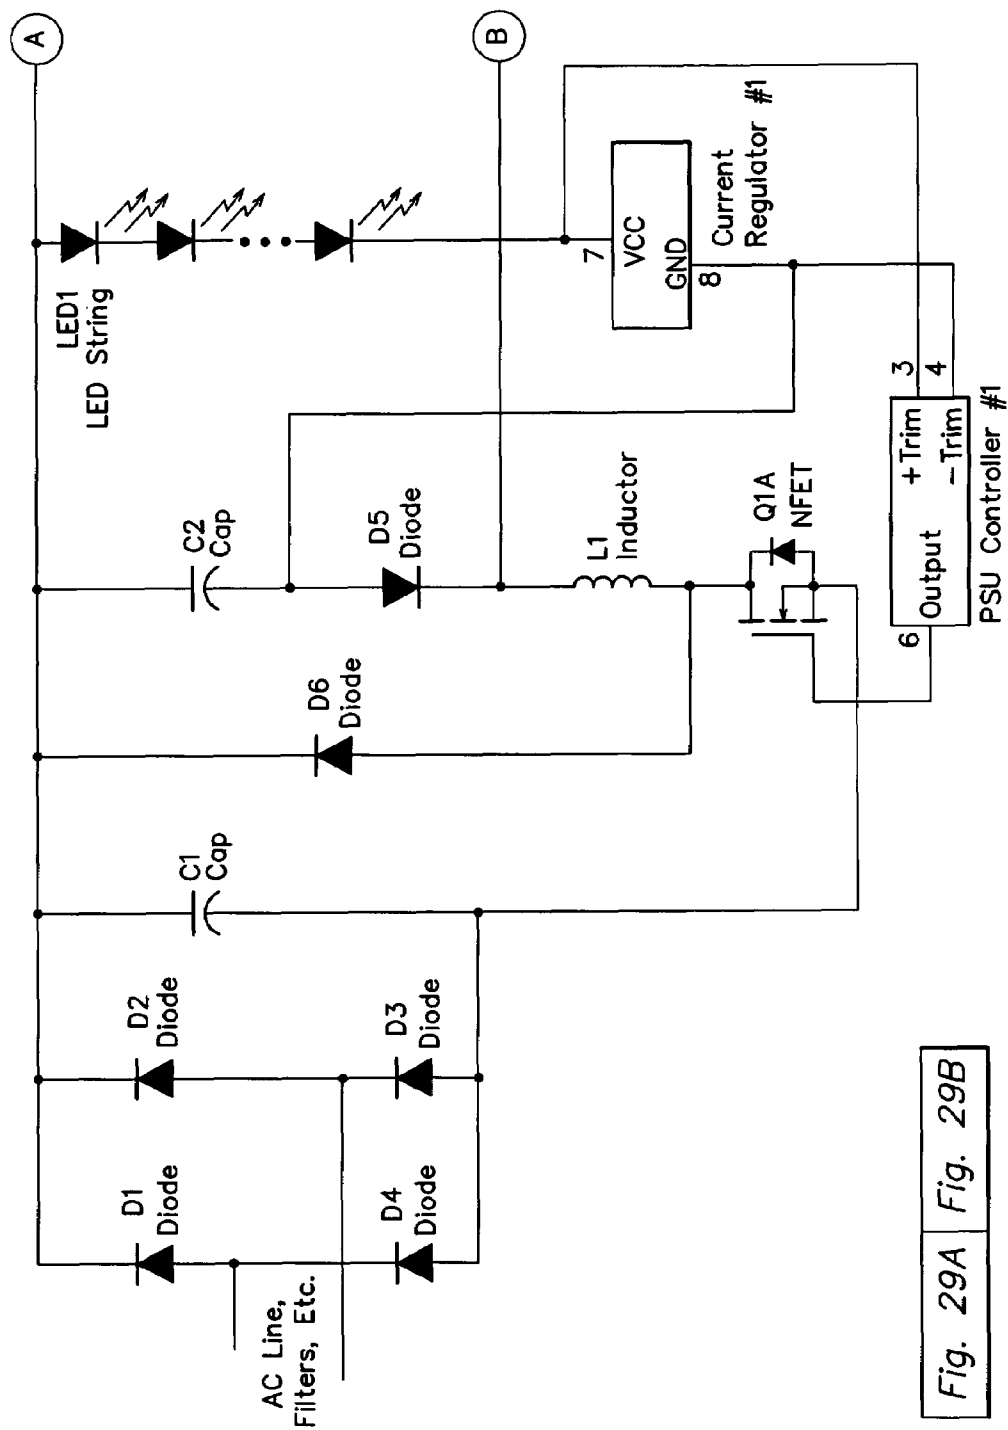 A
B
LED1
LED String
7
VCC
GND
8
Current
Regulator #1
C2
Cap
D5
Diode
L1
Inductor
Q1A
NFET
3
4
+Trim
−Trim
Output
6
PSU Controller #1
D6
Diode
C1
Cap
D2
Diode
D3
Diode
D1
Diode
D4
Diode
AC Line,
Filters, Etc.
Fig. 29A
Fig. 29B